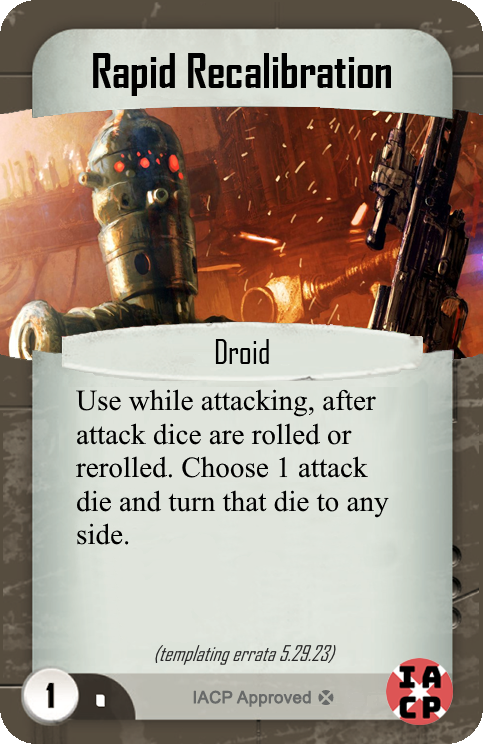 Rapid Recalibration
Droid
Use while attacking, after
attack dice are rolled or
rerolled. Choose 1 attack
die and turn that die to any
side.
(templating errata 5.29.23)
1
IACP Approved
IA
CP